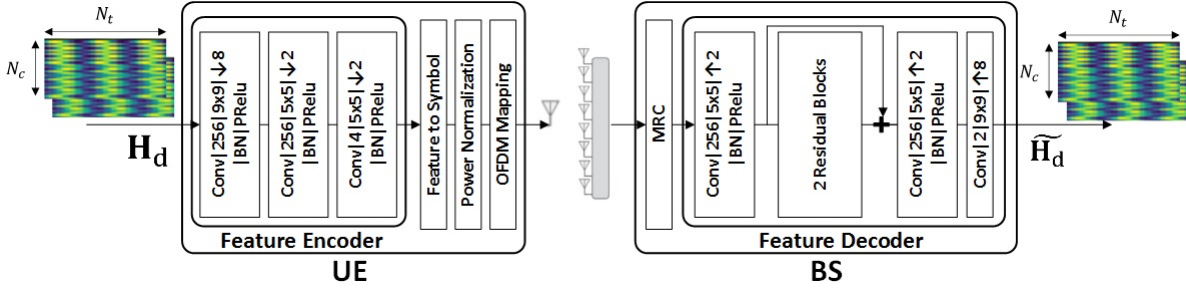 N_t
N_c
H_d
Conv|256|9x9|↓8
|BN|PRelu
Conv|256|5x5|↓2
|BN|PRelu
Conv|4|5x5|↓2
|BN|PRelu
Feature Encoder
Feature to Symbol
Power Normalization
OFDM Mapping
UE
MRC
Conv|256|5x5|↑2
|BN|PRelu
2 Residual Blocks
+
Conv|256|5x5|↑2
|BN|PRelu
Conv|2|9x9|↑8
Feature Decoder
BS
N_t
N_c
H̃_d